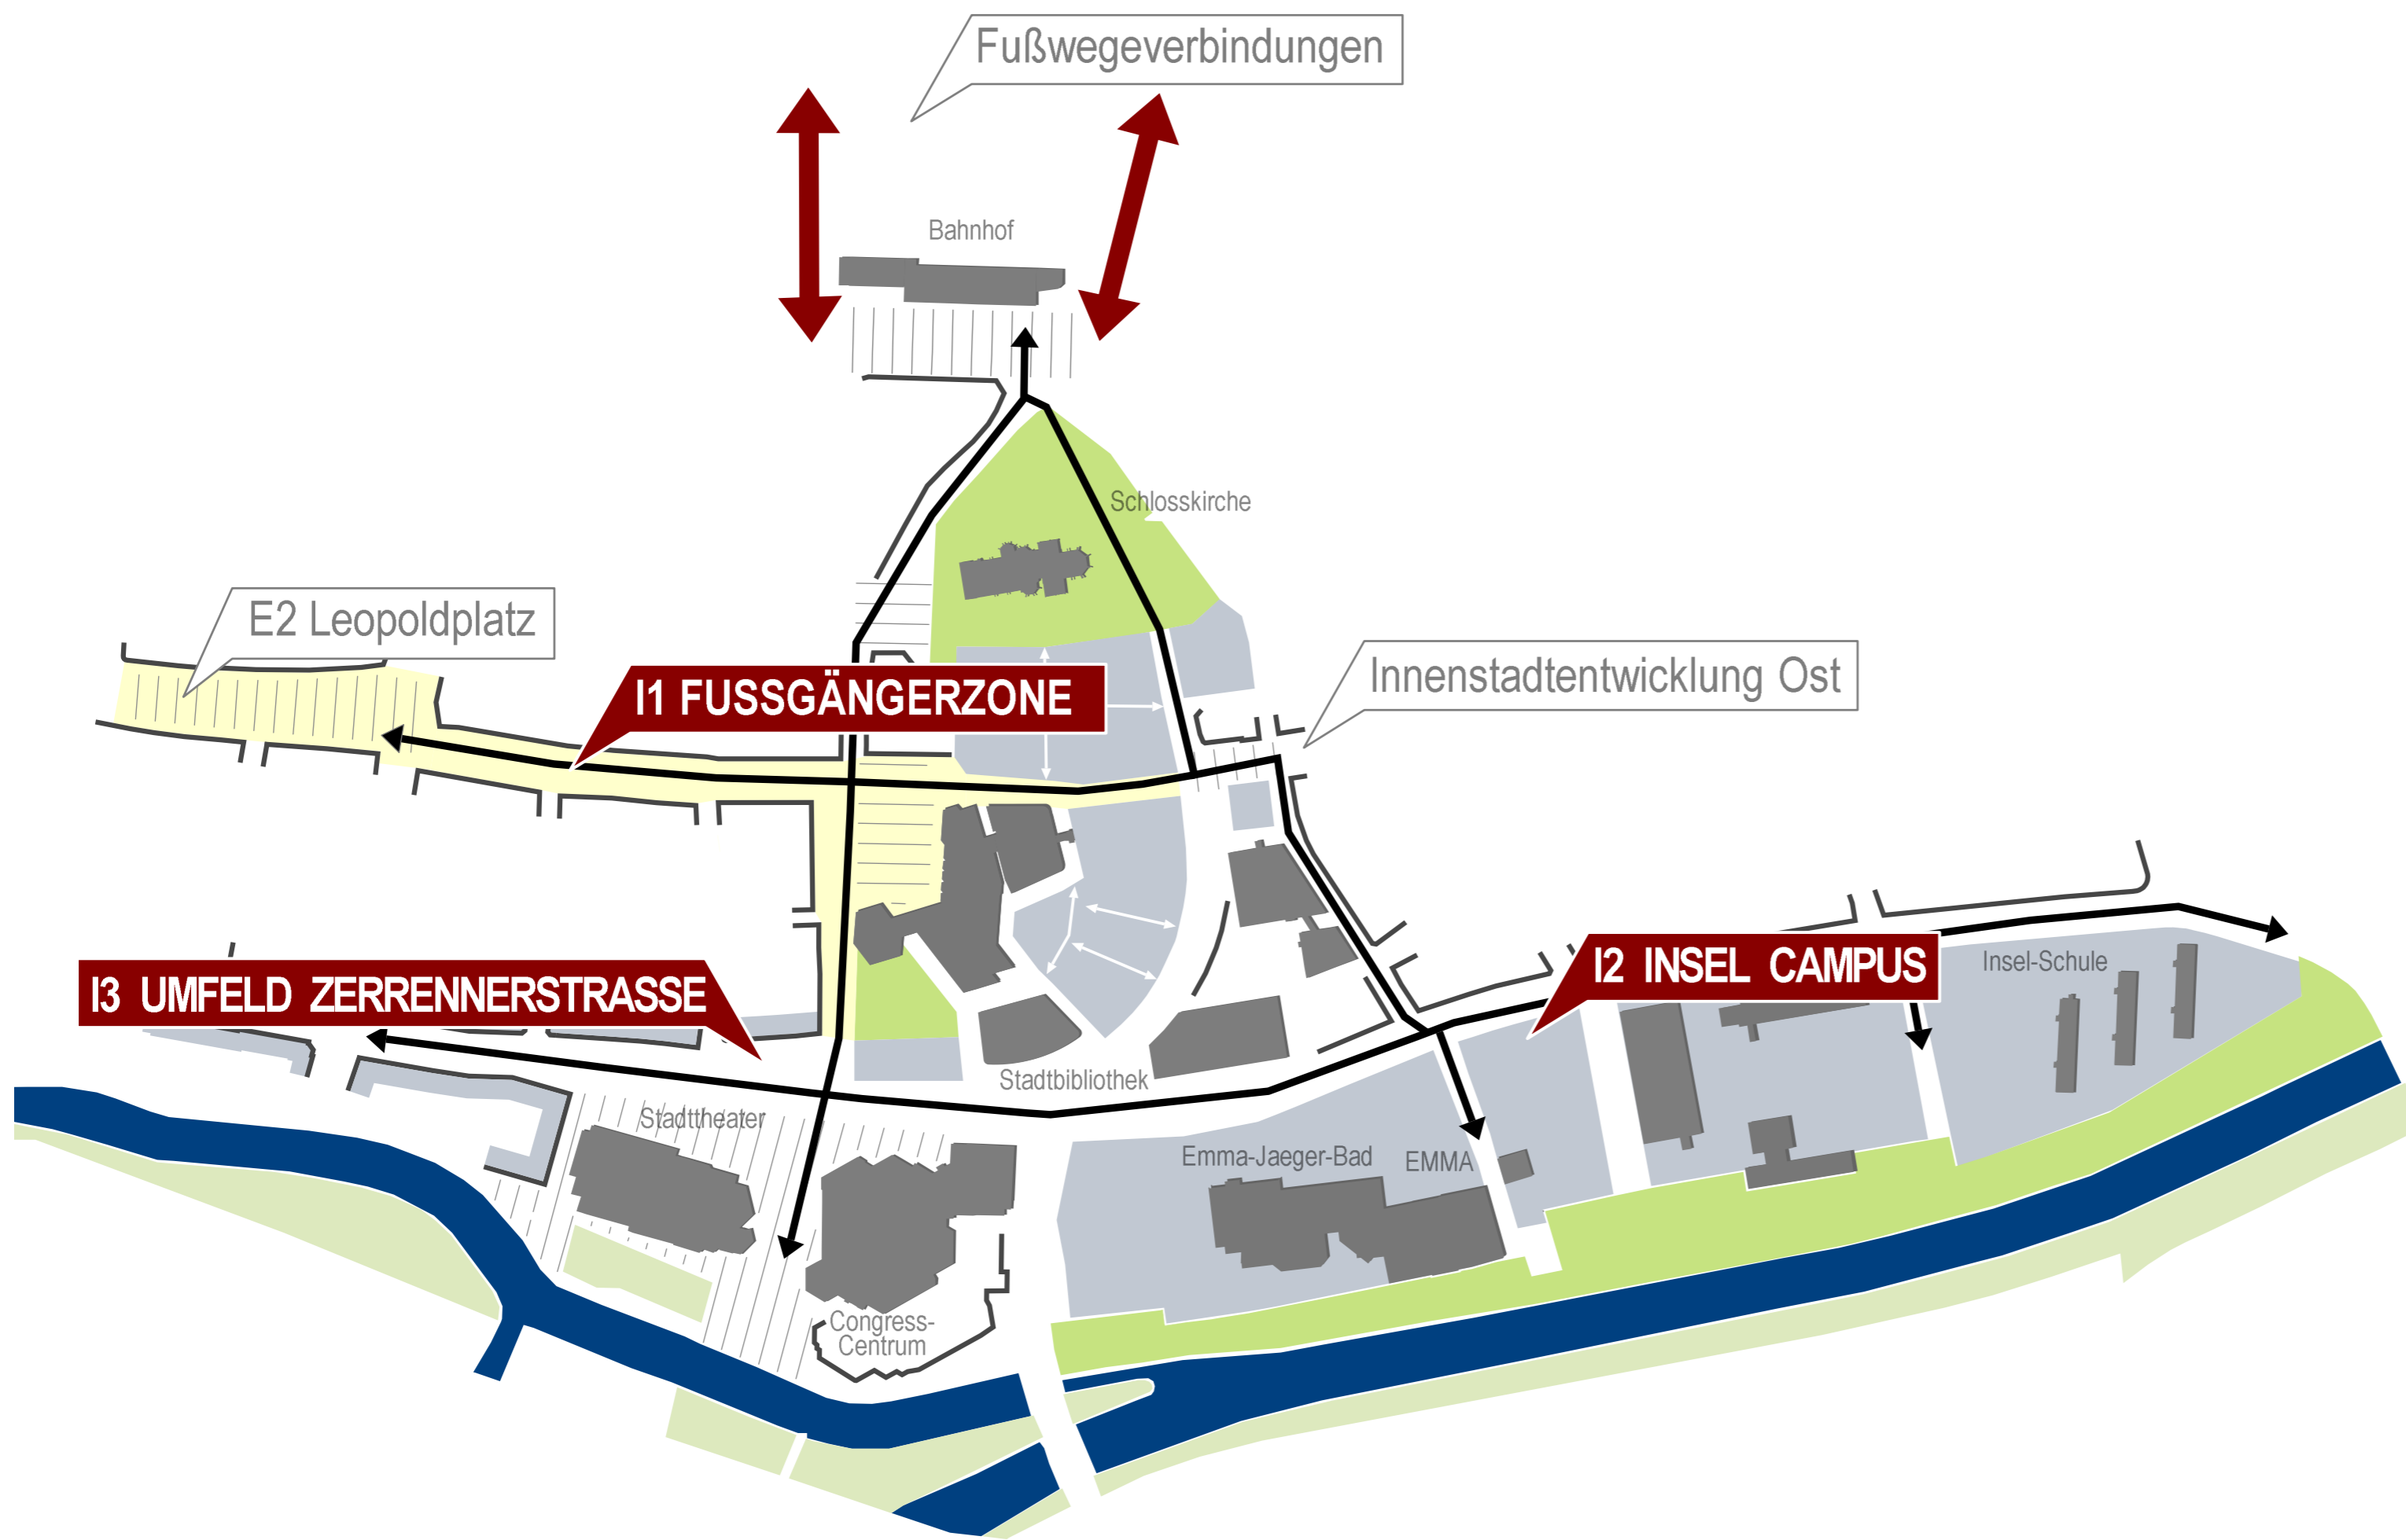 Fußwegeverbindungen
Bahnhof
Schlosskirche
E2 Leopoldplatz
I1 FUSSGÄNGERZONE
Innenstadtentwicklung Ost
I2 INSEL CAMPUS
Insel-Schule
I3 UMFELD ZERRENNERSTRASSE
Stadtbibliothek
Stadttheater
Emma-Jaeger-Bad
EMMA
Congress-
Centrum